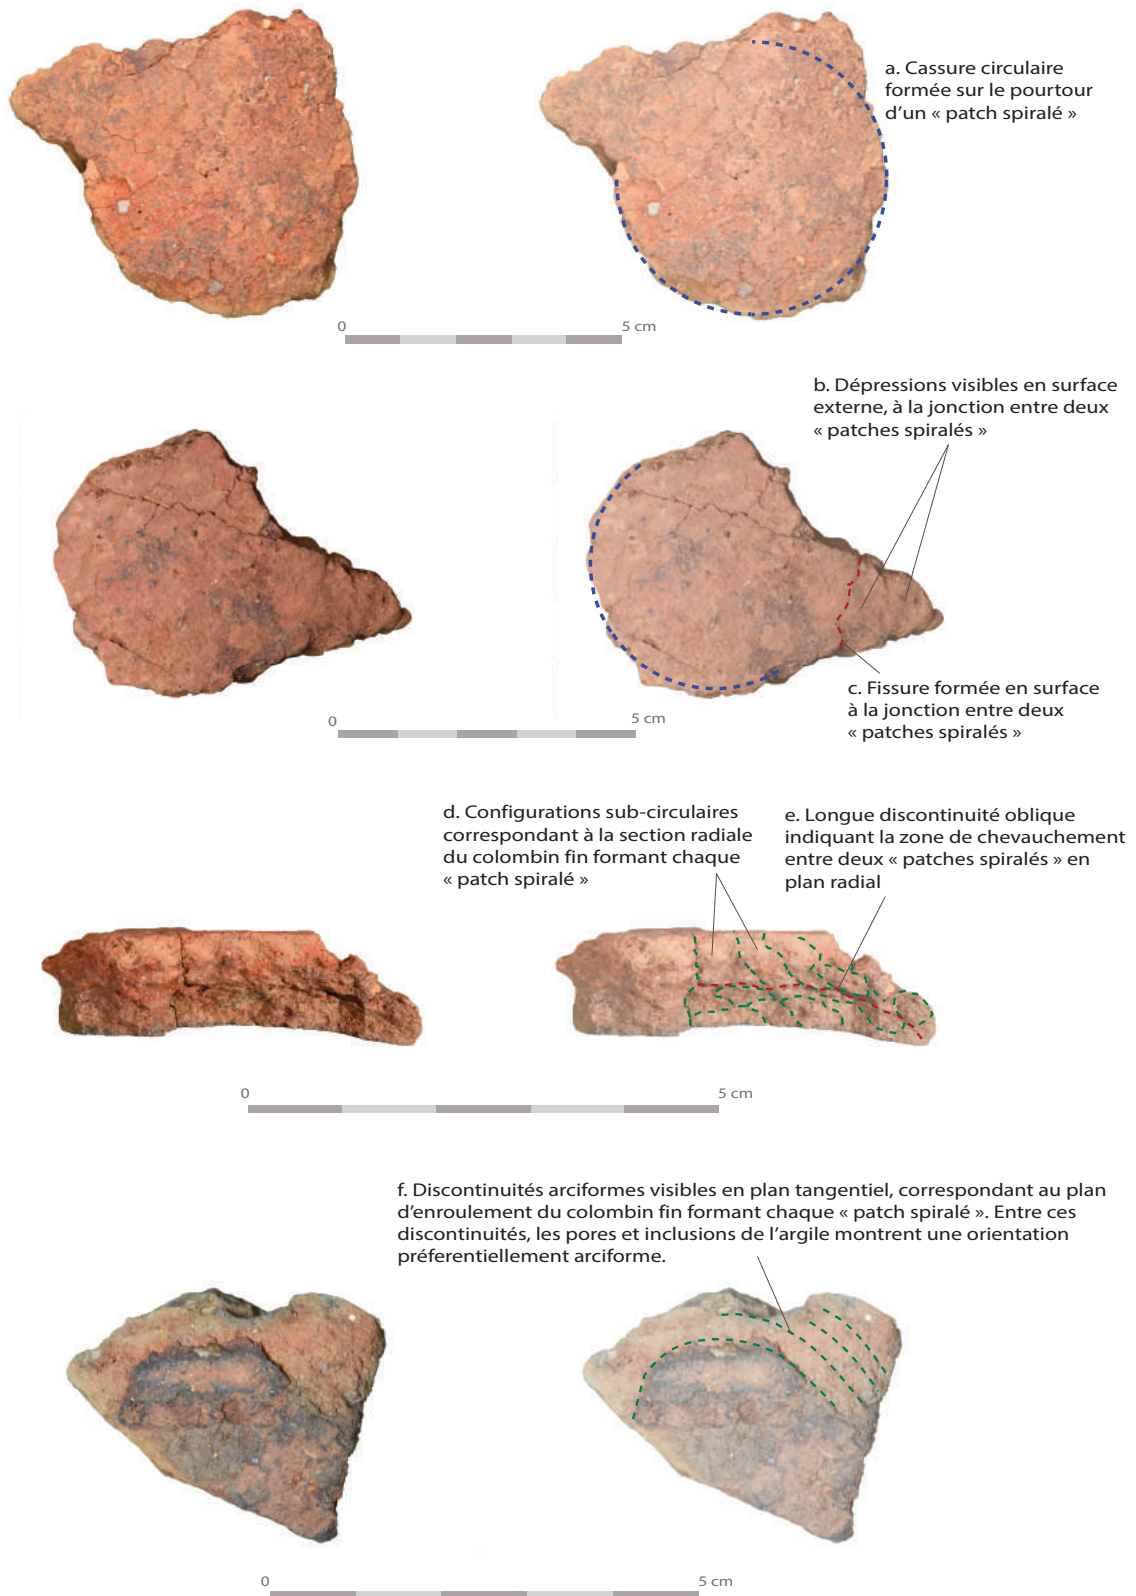 a. Cassure circulaire
formée sur le pourtour
d'un « patch spiralé »
0
5 cm
b. Dépressions visibles en surface
externe, à la jonction entre deux
« patches spiralés »
c. Fissure formée en surface
à la jonction entre deux
« patches spiralés »
0
5 cm
d. Configurations sub-circulaires
correspondant à la section radiale
du colombin fin formant chaque
« patch spiralé »
e. Longue discontinuité oblique
indiquant la zone de chevauchement
entre deux « patches spiralés » en
plan radial
0
5 cm
f. Discontinuités arciformes visibles en plan tangentiel, correspondant au plan
d'enroulement du colombin fin formant chaque « patch spiralé ». Entre ces
discontinuités, les pores et inclusions de l'argile montrent une orientation
préferentiellement arciforme.
0
5 cm